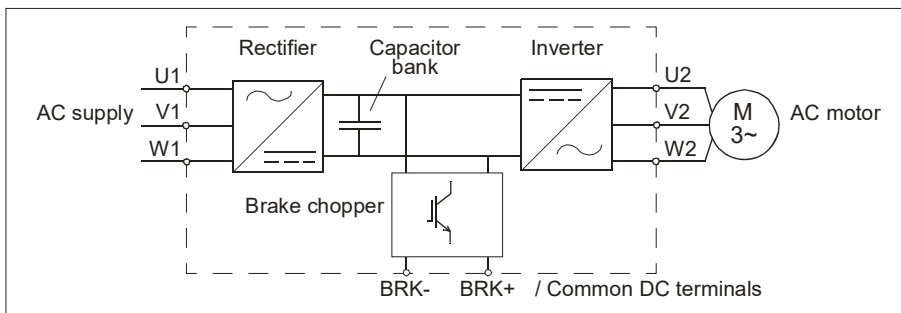 Rectifier
Capacitor
bank
Inverter
U1
U2
AC supply
V1
V2
M
3~
AC motor
W1
W2
Brake chopper
BRK- BRK+ / Common DC terminals